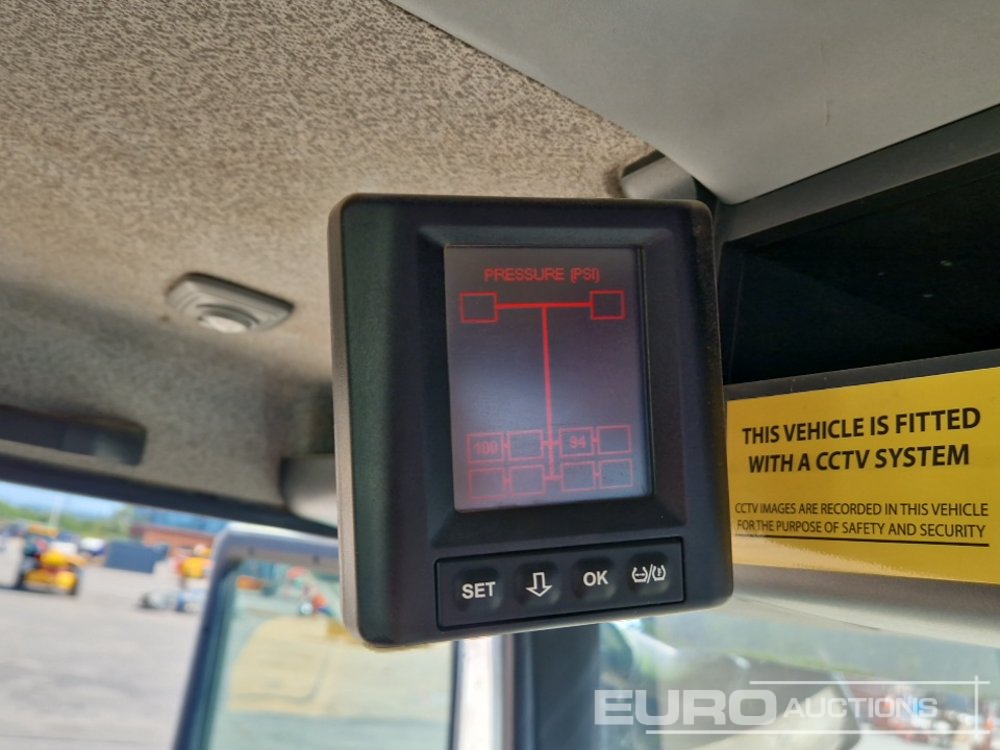 PRESSURE (PSI)
100 94
SET OK
THIS VEHICLE IS FITTED
WITH A CCTV SYSTEM
CCTV IMAGES ARE RECORDED IN THIS VEHICLE
FOR THE PURPOSE OF SAFETY AND SECURITY
EURO AUCTIONS